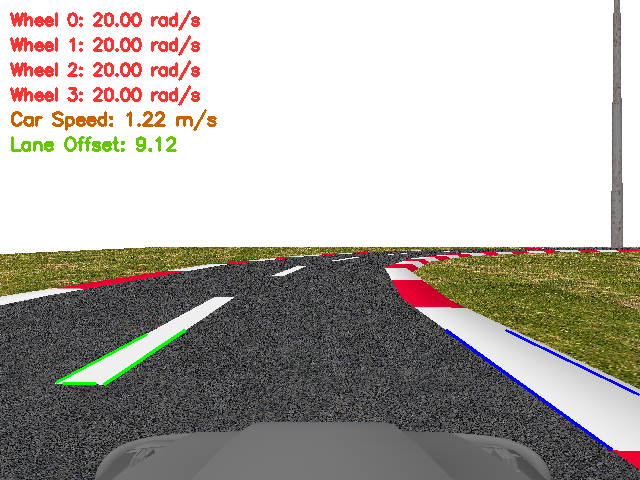 Wheel 0: 20.00 rad/s
Wheel 1: 20.00 rad/s
Wheel 2: 20.00 rad/s
Wheel 3: 20.00 rad/s
Car Speed: 1.22 m/s
Lane Offset: 9.12